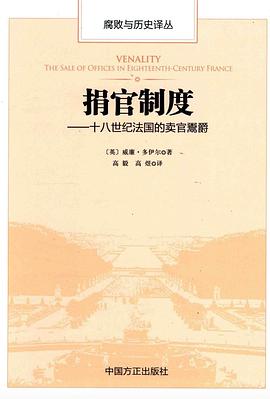 腐败与历史译丛
VENALITY
THE SALE OF OFFICES IN EIGHTEENTH-CENTURY FRANCE
捐官制度
——十八世纪法国的卖官鬻爵
〔英〕威廉·多伊尔◎著
高毅 高煜◎译
中国方正出版社